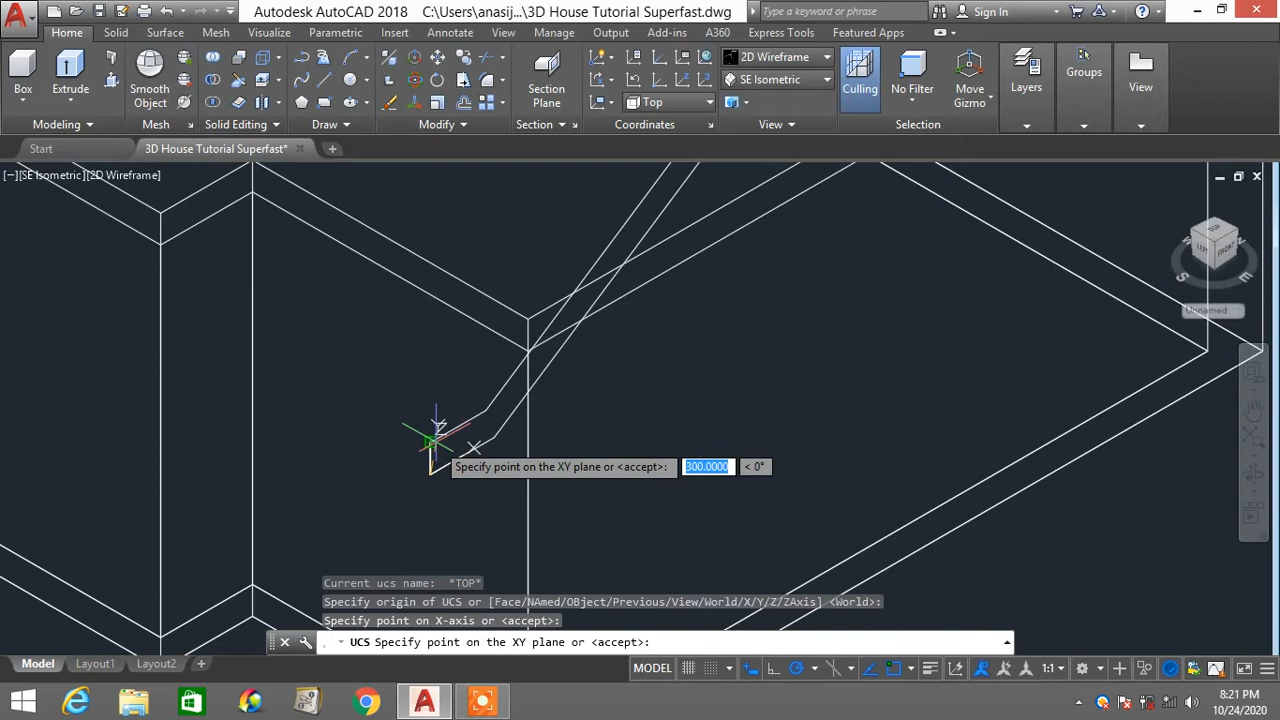 Autodesk AutoCAD 2018 C:\Users\anasij...\3D House Tutorial Superfast.dwg
Type a keyword or phrase
Sign In
Home Solid Surface Mesh Visualize Parametric Insert Annotate View Manage Output Add-ins A360 Express Tools Featured Apps
2D Wireframe
SE Isometric
Top
Box Extrude Smooth Object Section Plane Culling No Filter Move Gizmo Layers Groups View
Modeling Mesh Solid Editing Draw Modify Section Coordinates View Selection
Start 3D House Tutorial Superfast*
[−][SE Isometric][2D Wireframe]
TOP
LEFT FRONT
W N
S E
Unnamed
Z
Specify point on the XY plane or <accept>: 300.0000 < 0°
Current ucs name: *TOP*
Specify origin of UCS or [Face/NAmed/OBject/Previous/View/World/X/Y/Z/ZAxis] <World>:
Specify point on X-axis or <accept>:
UCS Specify point on the XY plane or <accept>:
Model Layout1 Layout2
MODEL 1:1
8:21 PM
10/24/2020